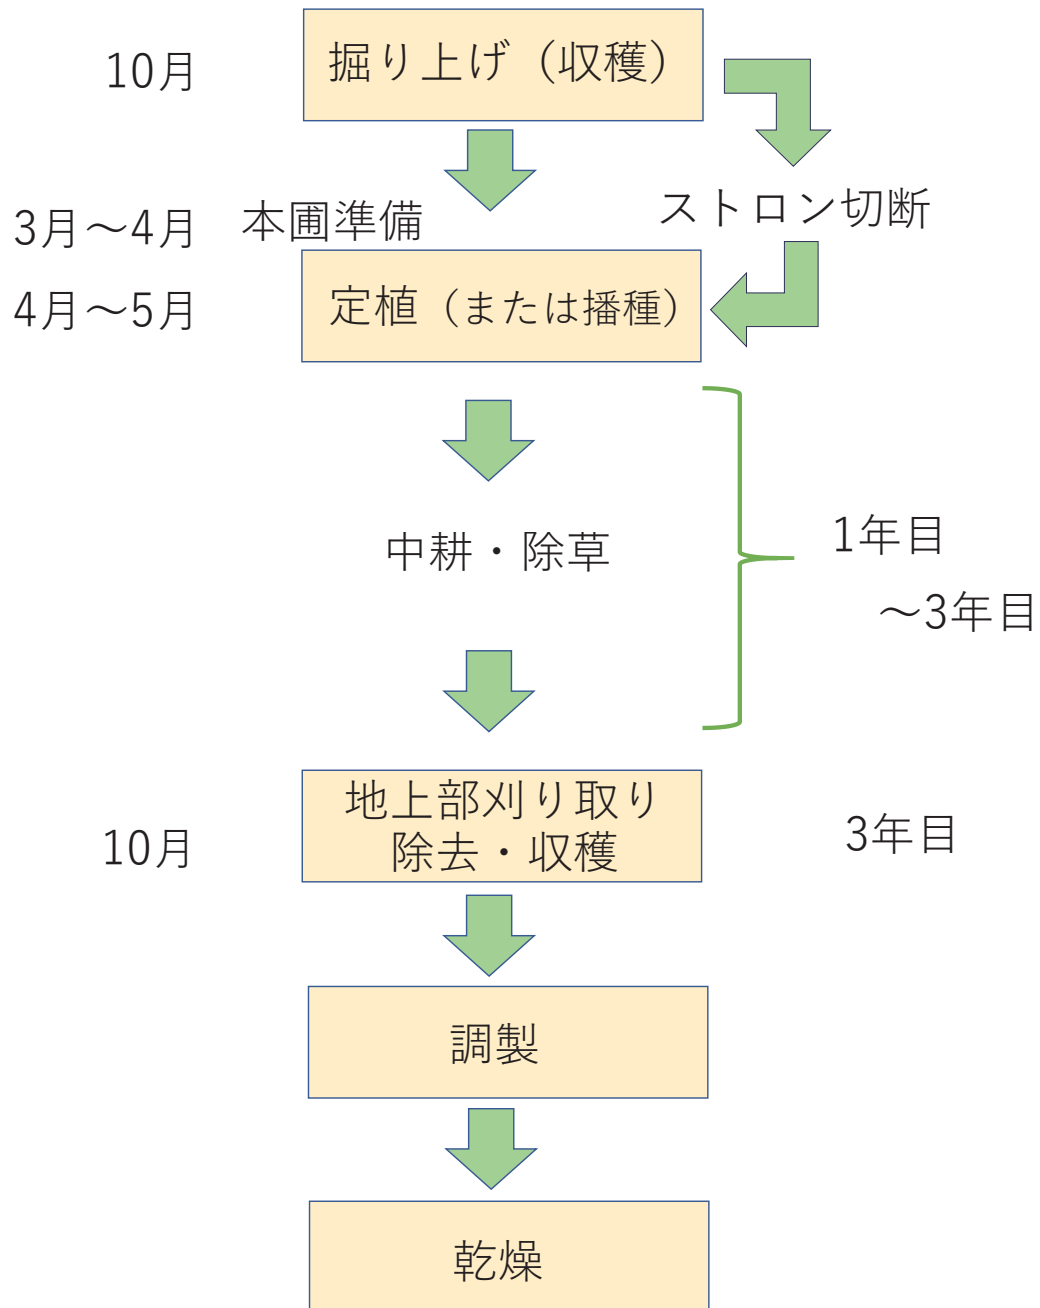 10月
掘り上げ（収穫）
ストロン切断
3月～4月
本圃準備
4月～5月
定植（または播種）
中耕・除草
1年目
～3年目
10月
地上部刈り取り
除去・収穫
3年目
調製
乾燥